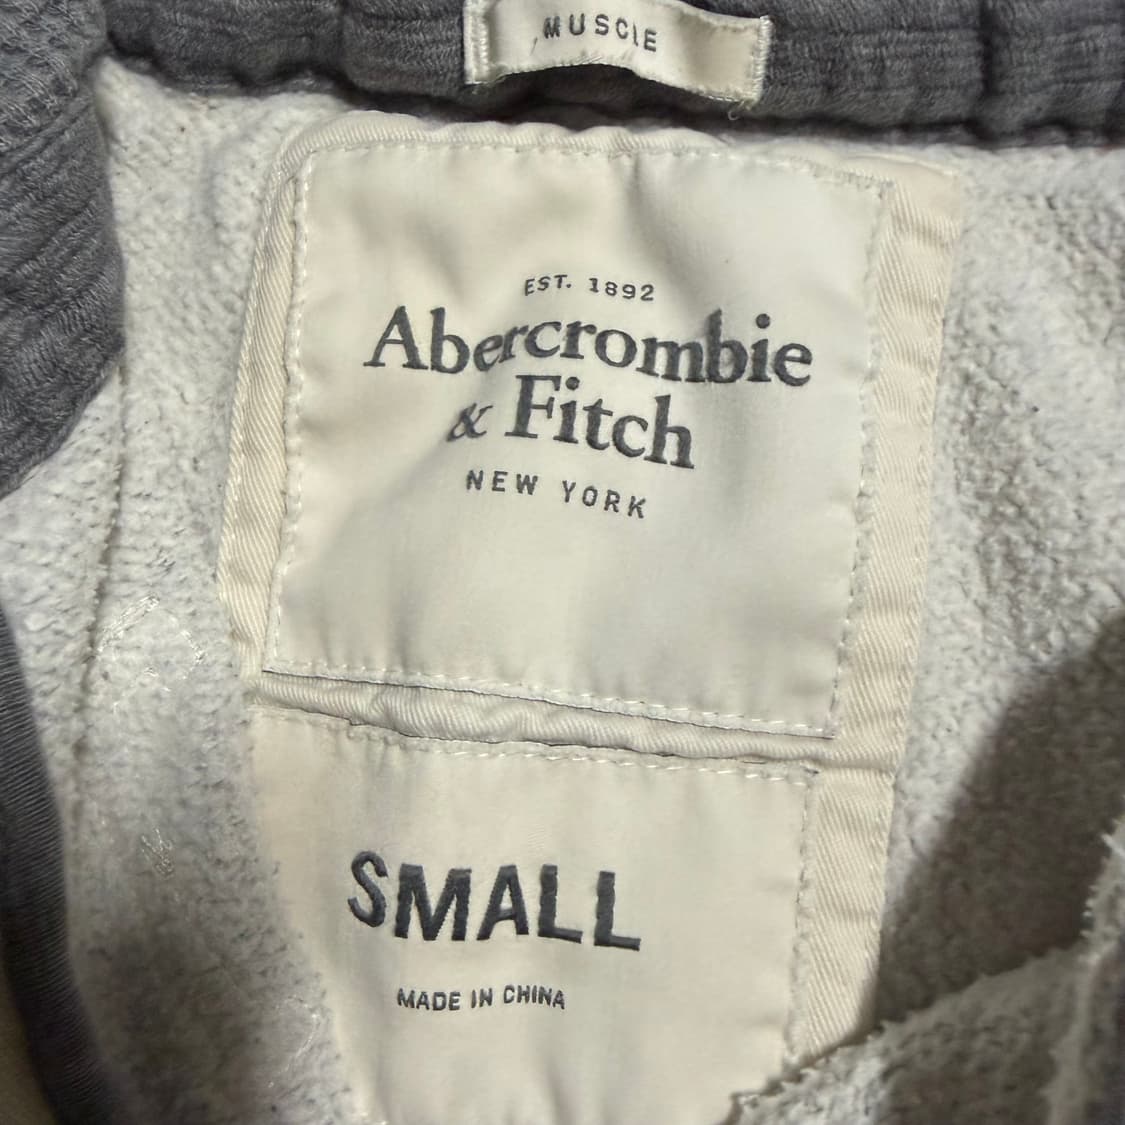 MUSCLE
EST. 1892
Abercrombie
& Fitch
NEW YORK
SMALL
MADE IN CHINA